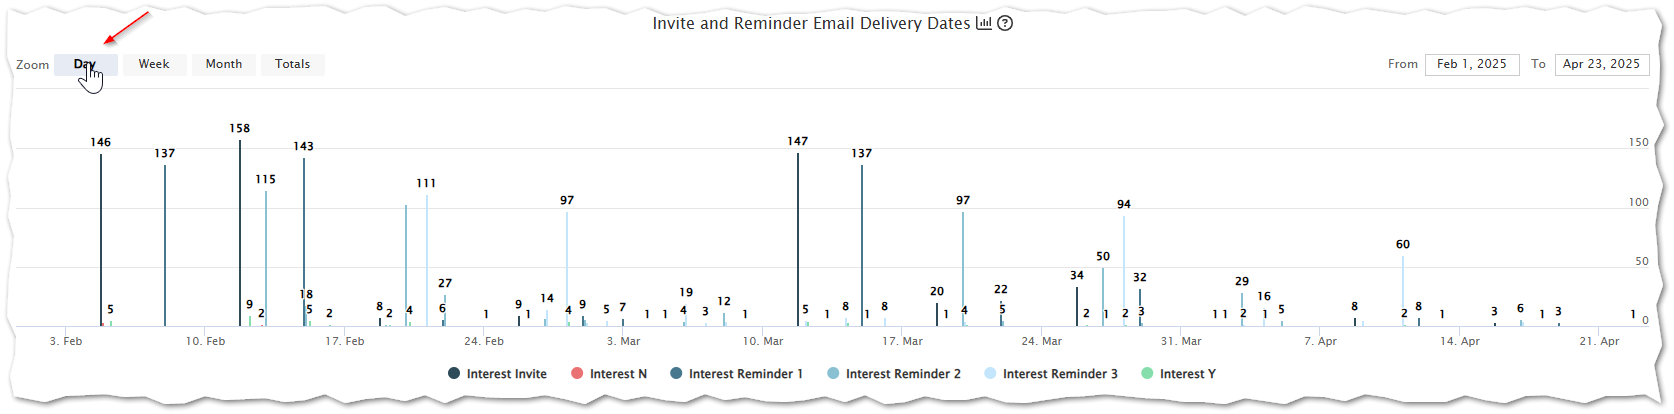 Invite and Reminder Email Delivery Dates
Zoom Day Week Month Totals From Feb 1, 2025 To Apr 23, 2025
158
146 143 147 150
137 137
115 111
97 97 94 100
60
50 50
34 32
27 29
18 14 19 12 20 22 16
5 9 2 5 2 8 2 4 6 1 9 1 4 9 5 7 1 1 4 3 1 5 1 8 1 8 1 4 5 2 1 2 3 1 1 2 1 5 8 2 8 1 3 6 1 3 1 0
3. Feb 10. Feb 17. Feb 24. Feb 3. Mar 10. Mar 17. Mar 24. Mar 31. Mar 7. Apr 14. Apr 21. Apr
Interest Invite Interest N Interest Reminder 1 Interest Reminder 2 Interest Reminder 3 Interest Y